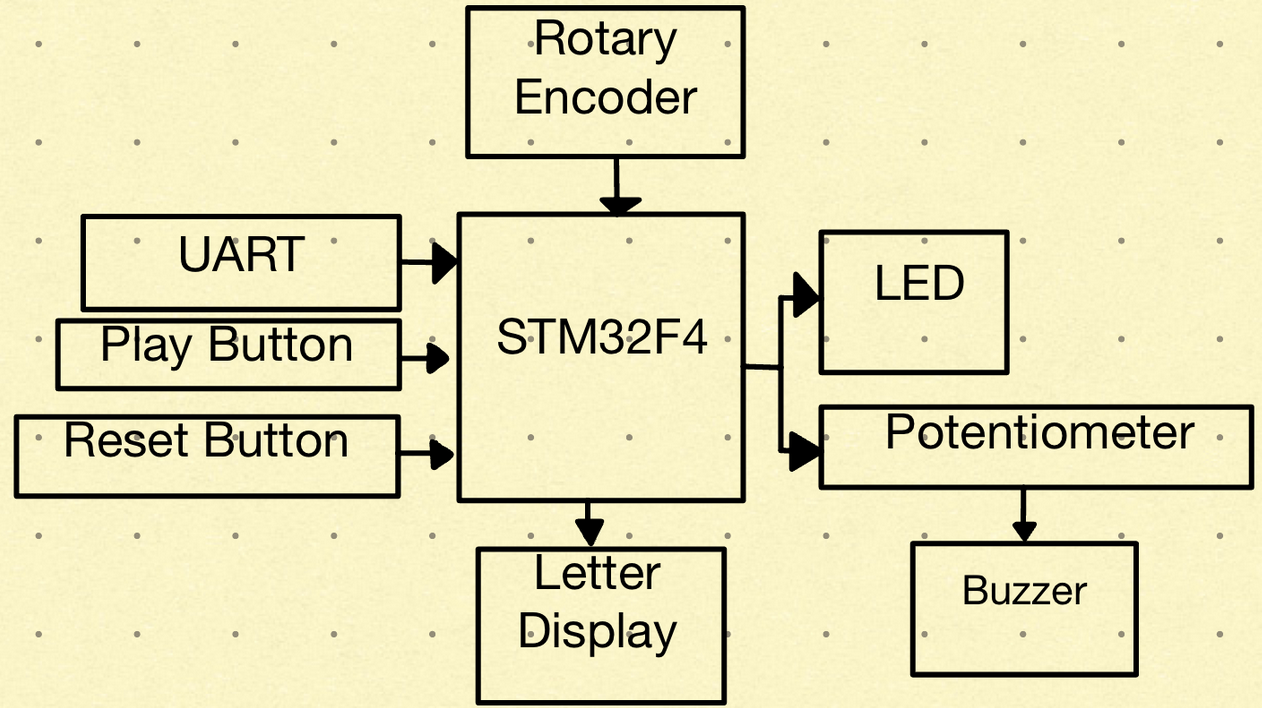 Rotary
Encoder
UART
LED
Play Button
STM32F4
Reset Button
Potentiometer
Letter
Display
Buzzer